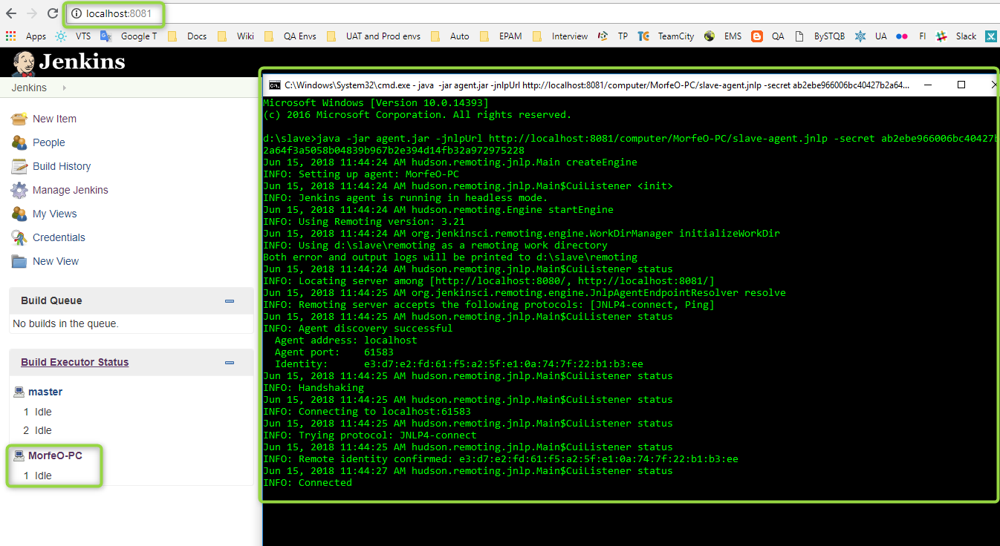 localhost:8081
Apps VTS Google T Docs Wiki QA Envs UAT and Prod envs Auto EPAM Interview TP TeamCity EMS QA BySTQB UA FI Slack
Jenkins
Jenkins
New Item
People
Build History
Manage Jenkins
My Views
Credentials
New View
Build Queue
No builds in the queue.
Build Executor Status
master
1 Idle
2 Idle
MorfeO-PC
1 Idle
C:\Windows\System32\cmd.exe - java -jar agent.jar -jnlpUrl http://localhost:8081/computer/MorfeO-PC/slave-agent.jnlp -secret ab2ebe966006bc40427b2a64...
Microsoft Windows [Version 10.0.14393]
(c) 2016 Microsoft Corporation. All rights reserved.
d:\slave>java -jar agent.jar -jnlpUrl http://localhost:8081/computer/MorfeO-PC/slave-agent.jnlp -secret ab2ebe966006bc40427b
2a64f3a5058b04839b967b2e394d14fb32a972975228
Jun 15, 2018 11:44:24 AM hudson.remoting.jnlp.Main createEngine
INFO: Setting up agent: MorfeO-PC
Jun 15, 2018 11:44:24 AM hudson.remoting.jnlp.Main$CuiListener <init>
INFO: Jenkins agent is running in headless mode.
Jun 15, 2018 11:44:24 AM hudson.remoting.Engine startEngine
INFO: Using Remoting version: 3.21
Jun 15, 2018 11:44:24 AM org.jenkinsci.remoting.engine.WorkDirManager initializeWorkDir
INFO: Using d:\slave\remoting as a remoting work directory
Both error and output logs will be printed to d:\slave\remoting
Jun 15, 2018 11:44:24 AM hudson.remoting.jnlp.Main$CuiListener status
INFO: Locating server among [http://localhost:8080/, http://localhost:8081/]
Jun 15, 2018 11:44:25 AM org.jenkinsci.remoting.engine.JnlpAgentEndpointResolver resolve
INFO: Remoting server accepts the following protocols: [JNLP4-connect, Ping]
Jun 15, 2018 11:44:25 AM hudson.remoting.jnlp.Main$CuiListener status
INFO: Agent discovery successful
Agent address: localhost
Agent port: 61583
Identity: e3:d7:e2:fd:61:f5:a2:5f:e1:0a:74:7f:22:b1:b3:ee
Jun 15, 2018 11:44:25 AM hudson.remoting.jnlp.Main$CuiListener status
INFO: Handshaking
Jun 15, 2018 11:44:25 AM hudson.remoting.jnlp.Main$CuiListener status
INFO: Connecting to localhost:61583
Jun 15, 2018 11:44:25 AM hudson.remoting.jnlp.Main$CuiListener status
INFO: Trying protocol: JNLP4-connect
Jun 15, 2018 11:44:25 AM hudson.remoting.jnlp.Main$CuiListener status
INFO: Remote identity confirmed: e3:d7:e2:fd:61:f5:a2:5f:e1:0a:74:7f:22:b1:b3:ee
Jun 15, 2018 11:44:27 AM hudson.remoting.jnlp.Main$CuiListener status
INFO: Connected